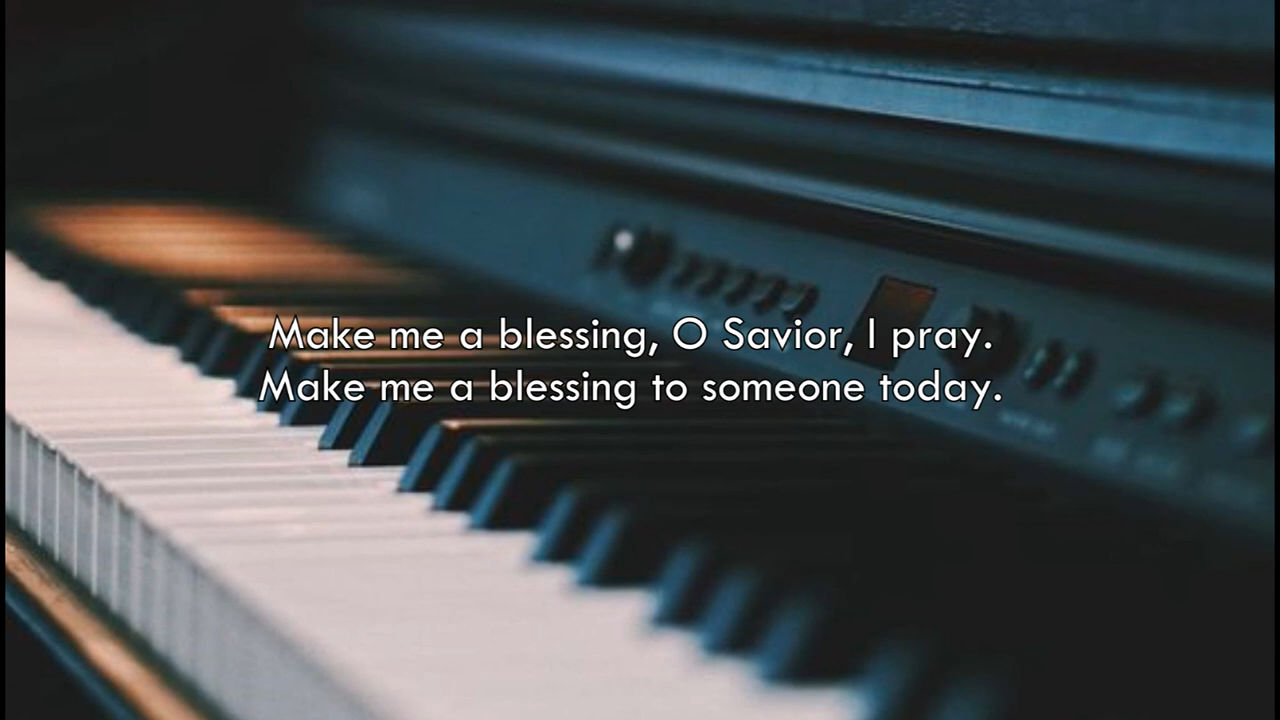 Make me a blessing, O Savior, I pray.
Make me a blessing to someone today.